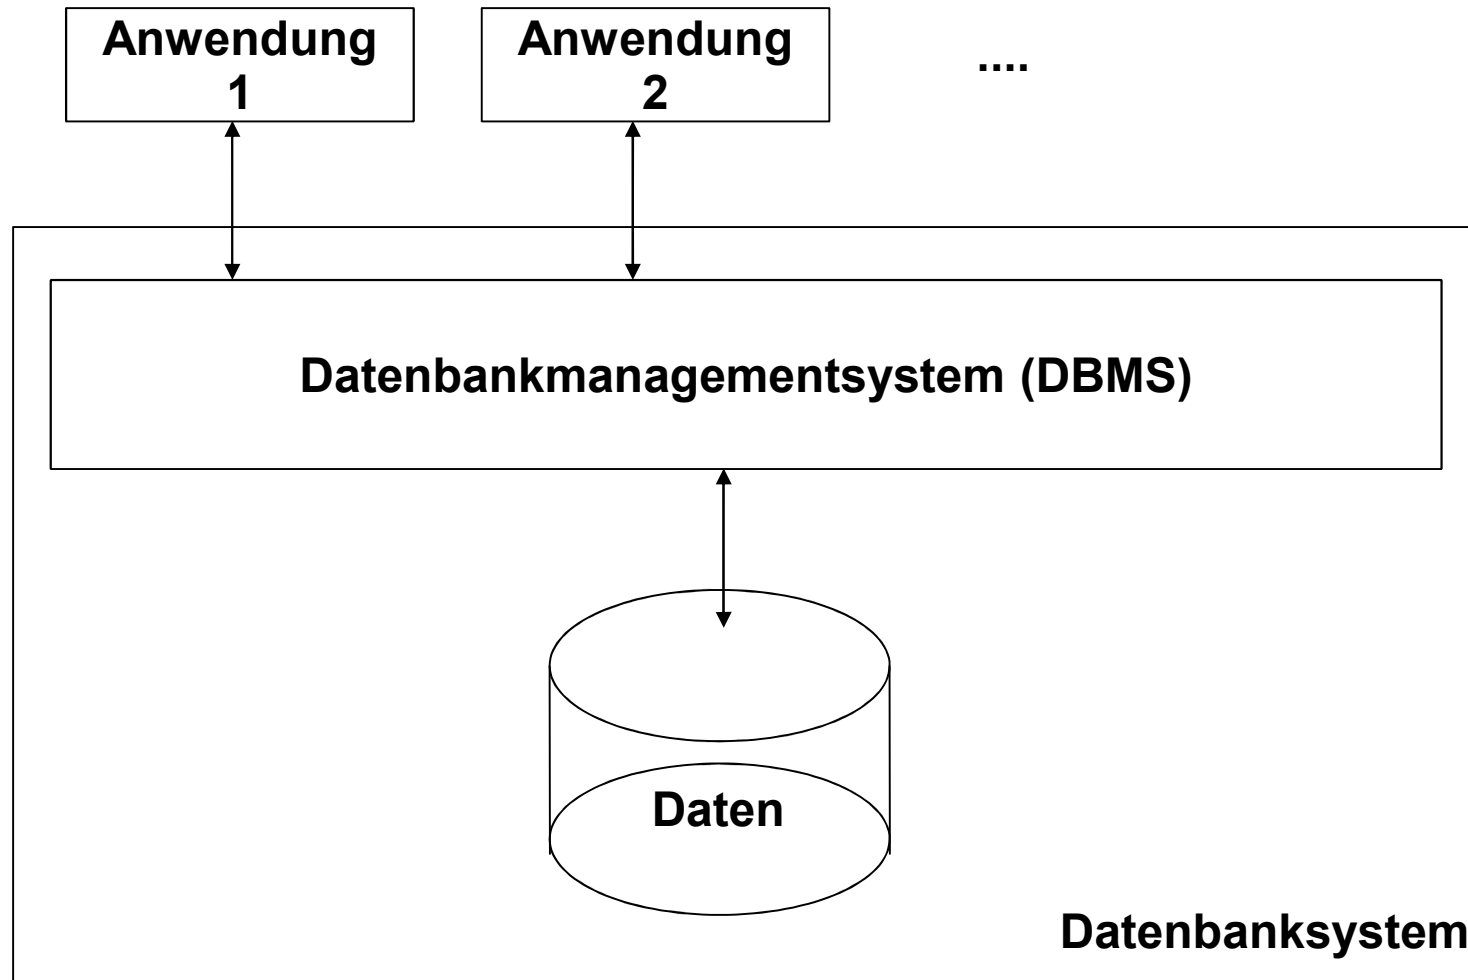 Anwendung
1
Anwendung
2
....
Datenbankmanagementsystem (DBMS)
Daten
Datenbanksystem